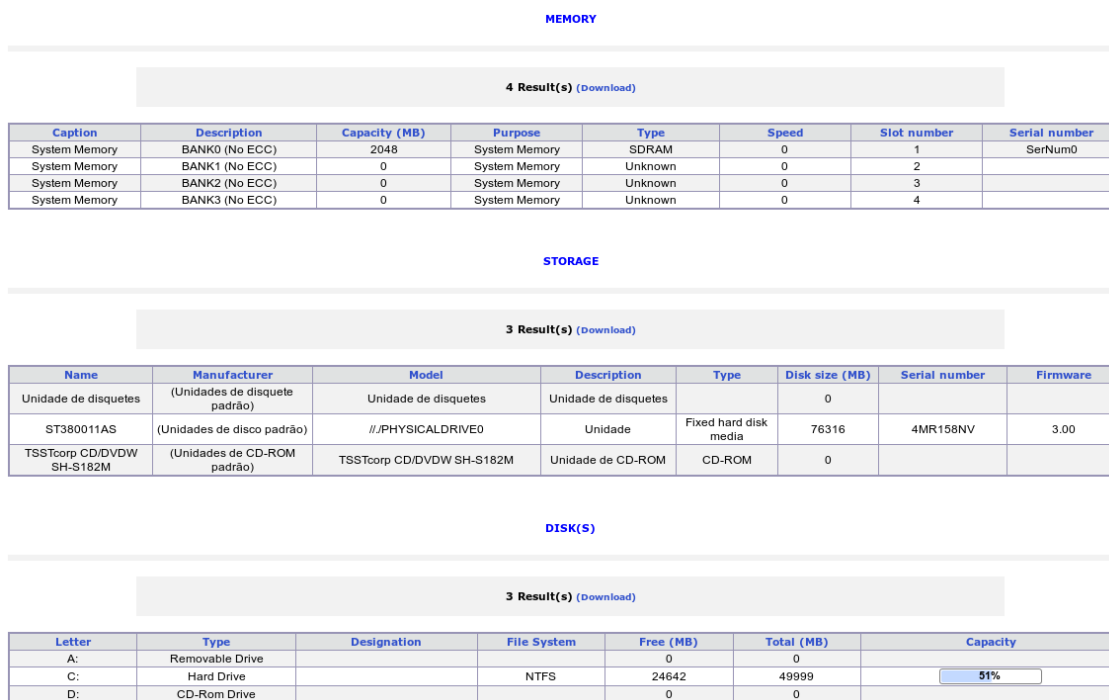 MEMORY
4 Result(s) (Download)
Caption Description Capacity (MB) Purpose Type Speed Slot number Serial number
System Memory BANK0 (No ECC) 2048 System Memory SDRAM 0 1 SerNum0
System Memory BANK1 (No ECC) 0 System Memory Unknown 0 2
System Memory BANK2 (No ECC) 0 System Memory Unknown 0 3
System Memory BANK3 (No ECC) 0 System Memory Unknown 0 4
STORAGE
3 Result(s) (Download)
Name Manufacturer Model Description Type Disk size (MB) Serial number Firmware
Unidade de disquetes (Unidades de disquete padrão) Unidade de disquetes Unidade de disquetes 0
ST380011AS (Unidades de disco padrão) //./PHYSICALDRIVE0 Unidade Fixed hard disk media 76316 4MR158NV 3.00
TSSTcorp CD/DVDW SH-S182M (Unidades de CD-ROM padrão) TSSTcorp CD/DVDW SH-S182M Unidade de CD-ROM CD-ROM 0
DISK(S)
3 Result(s) (Download)
Letter Type Designation File System Free (MB) Total (MB) Capacity
A: Removable Drive 0 0
C: Hard Drive NTFS 24642 49999 51%
D: CD-Rom Drive 0 0